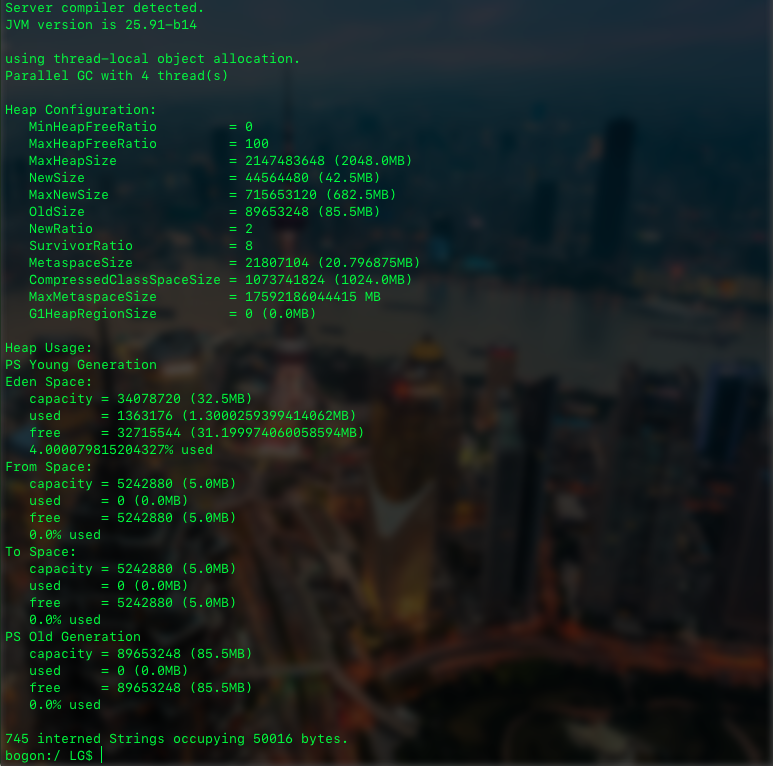 Server compiler detected.
JVM version is 25.91-b14
using thread-local object allocation.
Parallel GC with 4 thread(s)
Heap Configuration:
MinHeapFreeRatio = 0
MaxHeapFreeRatio = 100
MaxHeapSize = 2147483648 (2048.0MB)
NewSize = 44564480 (42.5MB)
MaxNewSize = 715653120 (682.5MB)
OldSize = 89653248 (85.5MB)
NewRatio = 2
SurvivorRatio = 8
MetaspaceSize = 21807104 (20.796875MB)
CompressedClassSpaceSize = 1073741824 (1024.0MB)
MaxMetaspaceSize = 17592186044415 MB
G1HeapRegionSize = 0 (0.0MB)
Heap Usage:
PS Young Generation
Eden Space:
capacity = 34078720 (32.5MB)
used = 1363176 (1.3000259399414062MB)
free = 32715544 (31.199974060058594MB)
4.000079815204327% used
From Space:
capacity = 5242880 (5.0MB)
used = 0 (0.0MB)
free = 5242880 (5.0MB)
0.0% used
To Space:
capacity = 5242880 (5.0MB)
used = 0 (0.0MB)
free = 5242880 (5.0MB)
0.0% used
PS Old Generation
capacity = 89653248 (85.5MB)
used = 0 (0.0MB)
free = 89653248 (85.5MB)
0.0% used
745 interned Strings occupying 50016 bytes.
bogon:/ LG$